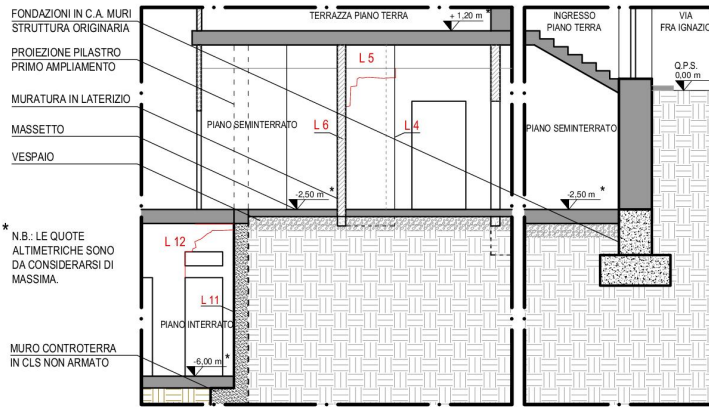 FONDAZIONI IN C.A. MURI
STRUTTURA ORIGINARIA
PROIEZIONE PILASTRO
PRIMO AMPLIAMENTO
MURATURA IN LATERIZIO
MASSETTO
VESPAIO
* N.B.: LE QUOTE
ALTIMETRICHE SONO
DA CONSIDERARSI DI
MASSIMA.
MURO CONTROTERRA
IN CLS NON ARMATO
TERRAZZA PIANO TERRA
+ 1,20 m *
L 5
PIANO SEMINTERRATO
L 6
L 4
-2,50 m *
L 12
L 11
PIANO INTERRATO
-6,00 m *
INGRESSO
PIANO TERRA
VIA
FRA IGNAZIO
Q.P.S.
0,00 m
PIANO SEMINTERRATO
-2,50 m *